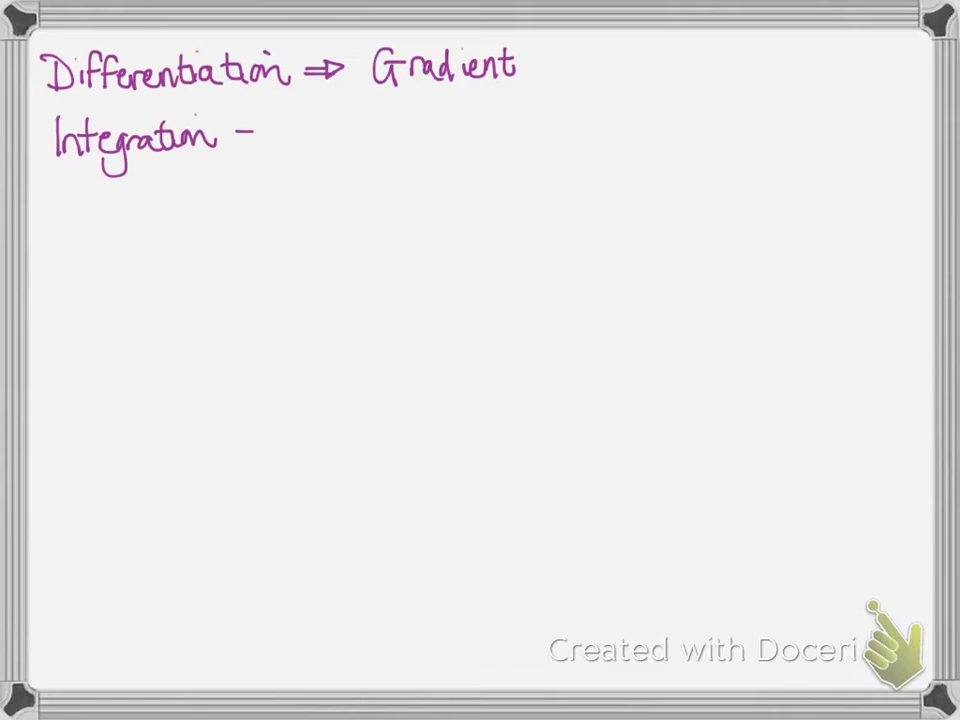 Differentiation ⇒ Gradient
Integration -
Created with Doceri